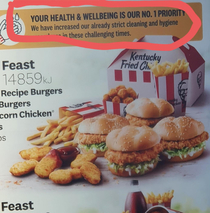 YOUR HEALTH & WELLBEING IS OUR NO. 1 PRIORITY
We have increased our already strict cleaning and hygiene
in these challenging times.
Feast
14859KJ
Recipe Burgers
Burgers
corn Chicken*
s
Kentucky
Fried Ch
Feast